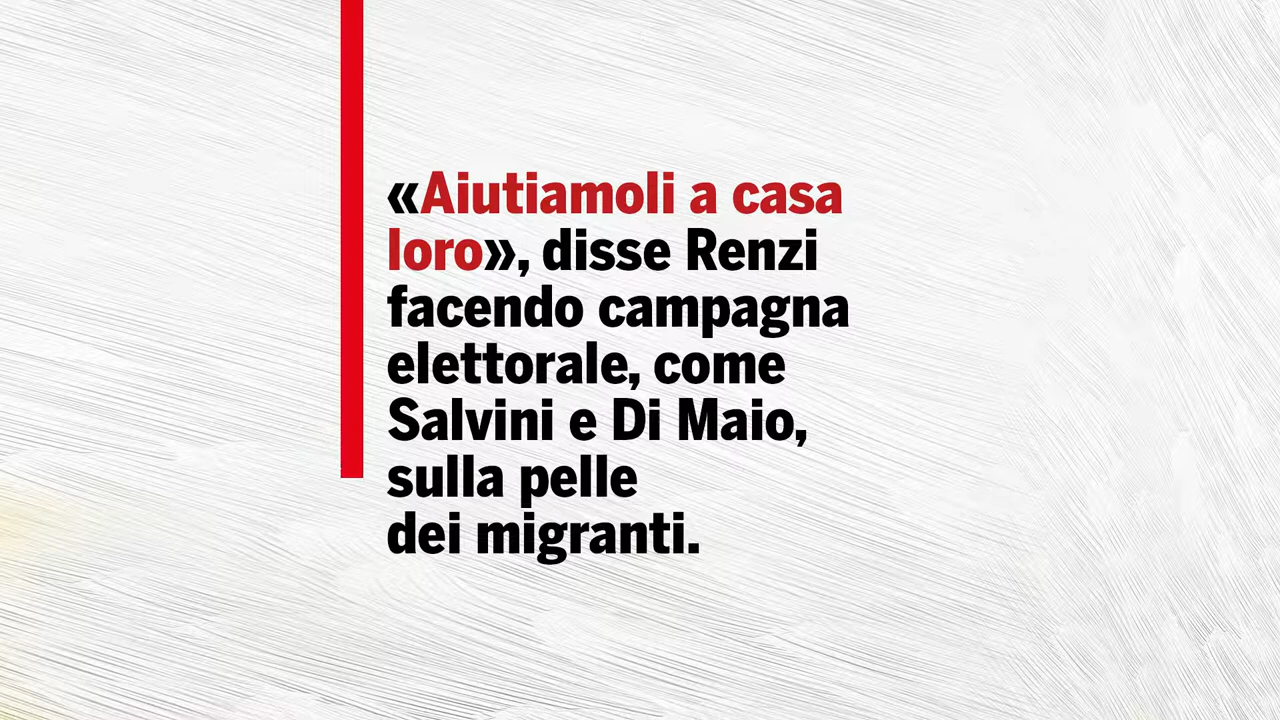 «Aiutiamoli a casa
loro», disse Renzi
facendo campagna
elettorale, come
Salvini e Di Maio,
sulla pelle
dei migranti.